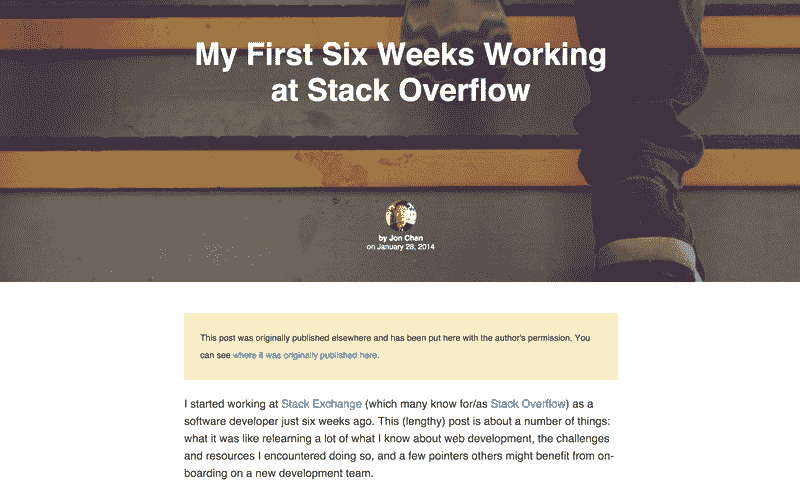 My First Six Weeks Working
at Stack Overflow
by Jon Chan
on January 28, 2014
This post was originally published elsewhere and has been put here with the author's permission. You
can see where it was originally published here.
I started working at Stack Exchange (which many know for/as Stack Overflow) as a
software developer just six weeks ago. This (lengthy) post is about a number of things:
what it was like relearning a lot of what I know about web development, the challenges
and resources I encountered doing so, and a few pointers others might benefit from on-
boarding on a new development team.